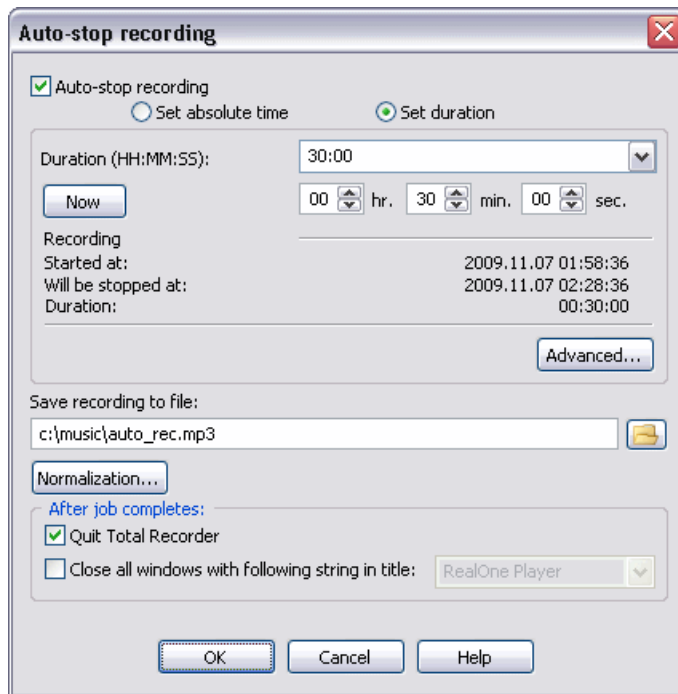 Auto-stop recording
Auto-stop recording
Set absolute time Set duration
Duration (HH:MM:SS): 30:00
Now 00 hr. 30 min. 00 sec.
Recording
Started at: 2009.11.07 01:58:36
Will be stopped at: 2009.11.07 02:28:36
Duration: 00:30:00
Advanced...
Save recording to file:
c:\music\auto_rec.mp3
Normalization...
After job completes:
Quit Total Recorder
Close all windows with following string in title: RealOne Player
OK Cancel Help